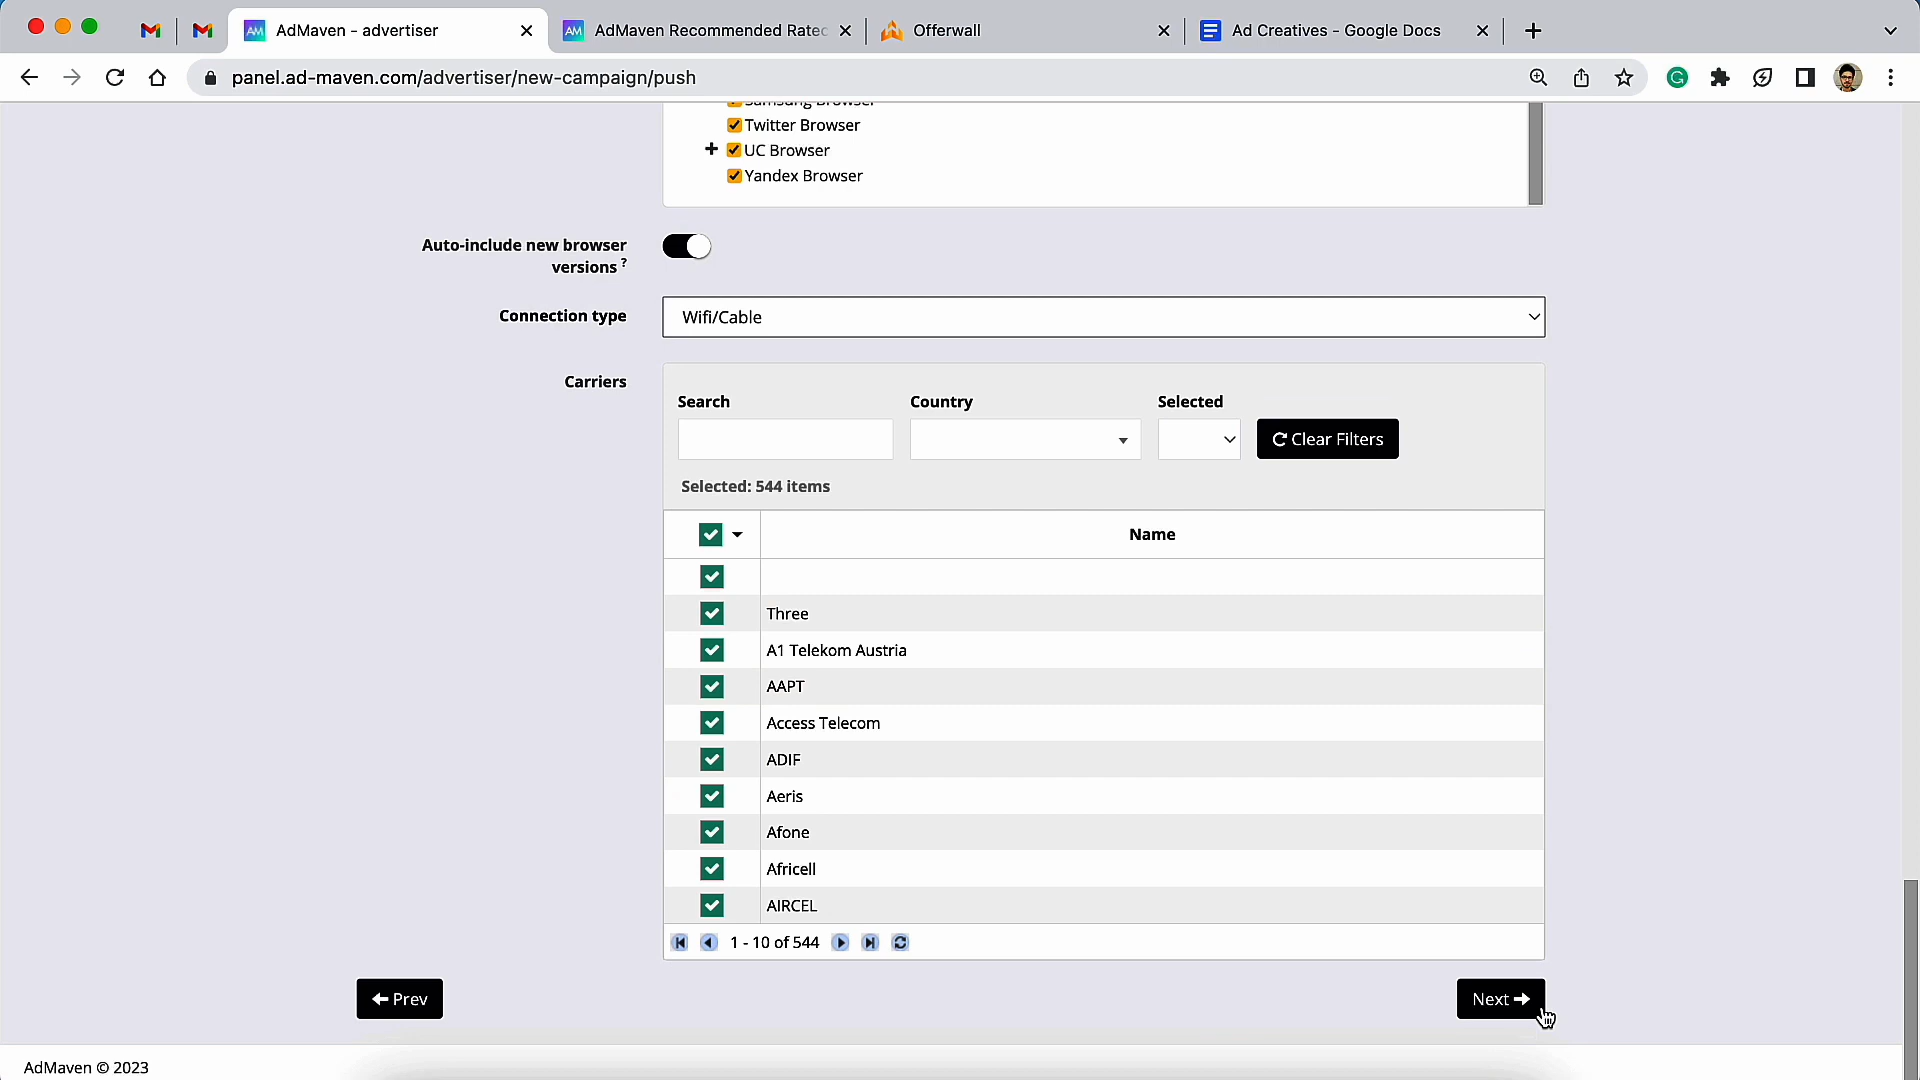 AdMaven - advertiser
AdMaven Recommended Rated
Offerwall
Ad Creatives - Google Docs
panel.ad-maven.com/advertiser/new-campaign/push
Samsung Browser
Twitter Browser
UC Browser
Yandex Browser
Auto-include new browser
versions ?
Connection type
Wifi/Cable
Carriers
Search
Country
Selected
Clear Filters
Selected: 544 items
Name
Three
A1 Telekom Austria
AAPT
Access Telecom
ADIF
Aeris
Afone
Africell
AIRCEL
1 - 10 of 544
Prev
Next
AdMaven © 2023